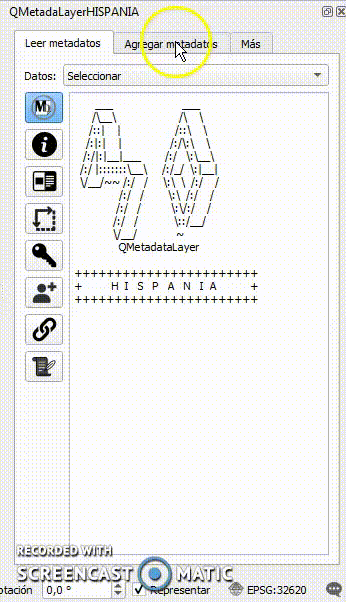 QMetadaLayerHISPANIA
Leer metadatos Agregar metadatos Más
Datos: Seleccionar
QMetadataLayer
+++++++++++++++++++++++
+ H I S P A N I A +
+++++++++++++++++++++++
RECORDED WITH
SCREENCAST MATIC
otación 0,0 ° Representar EPSG:32620